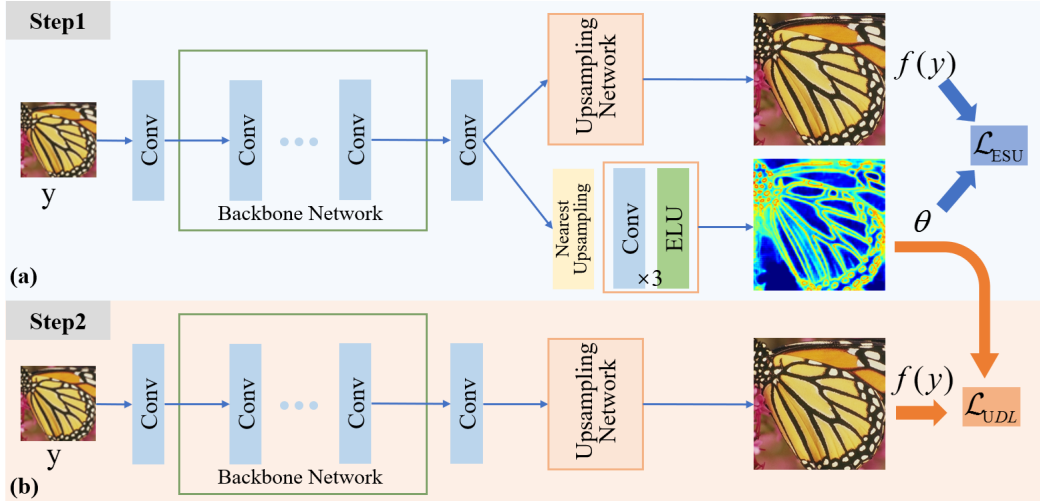 Step1
y
Conv
Conv
Conv
Backbone Network
Conv
Upsampling
Network
f(y)
ℒESU
Nearest
Upsampling
Conv
ELU
×3
θ
(a)
Step2
y
Conv
Conv
Conv
Backbone Network
Conv
Upsampling
Network
f(y)
ℒUDL
(b)